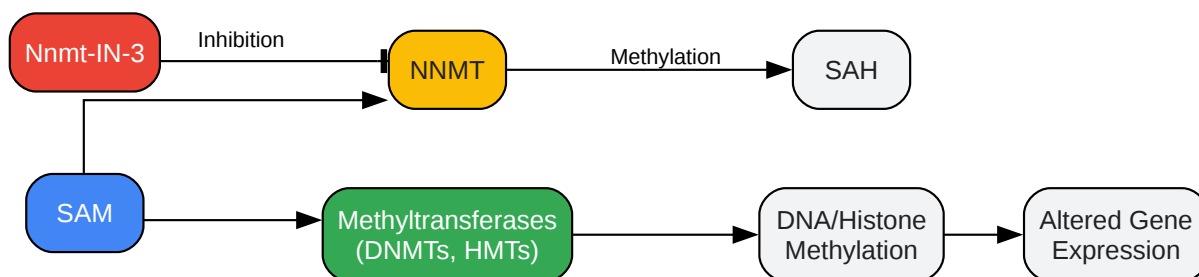 Nnmt-IN-3
Inhibition
NNMT
Methylation
SAH
SAM
Methyltransferases
(DNMTs, HMTs)
DNA/Histone
Methylation
Altered Gene
Expression